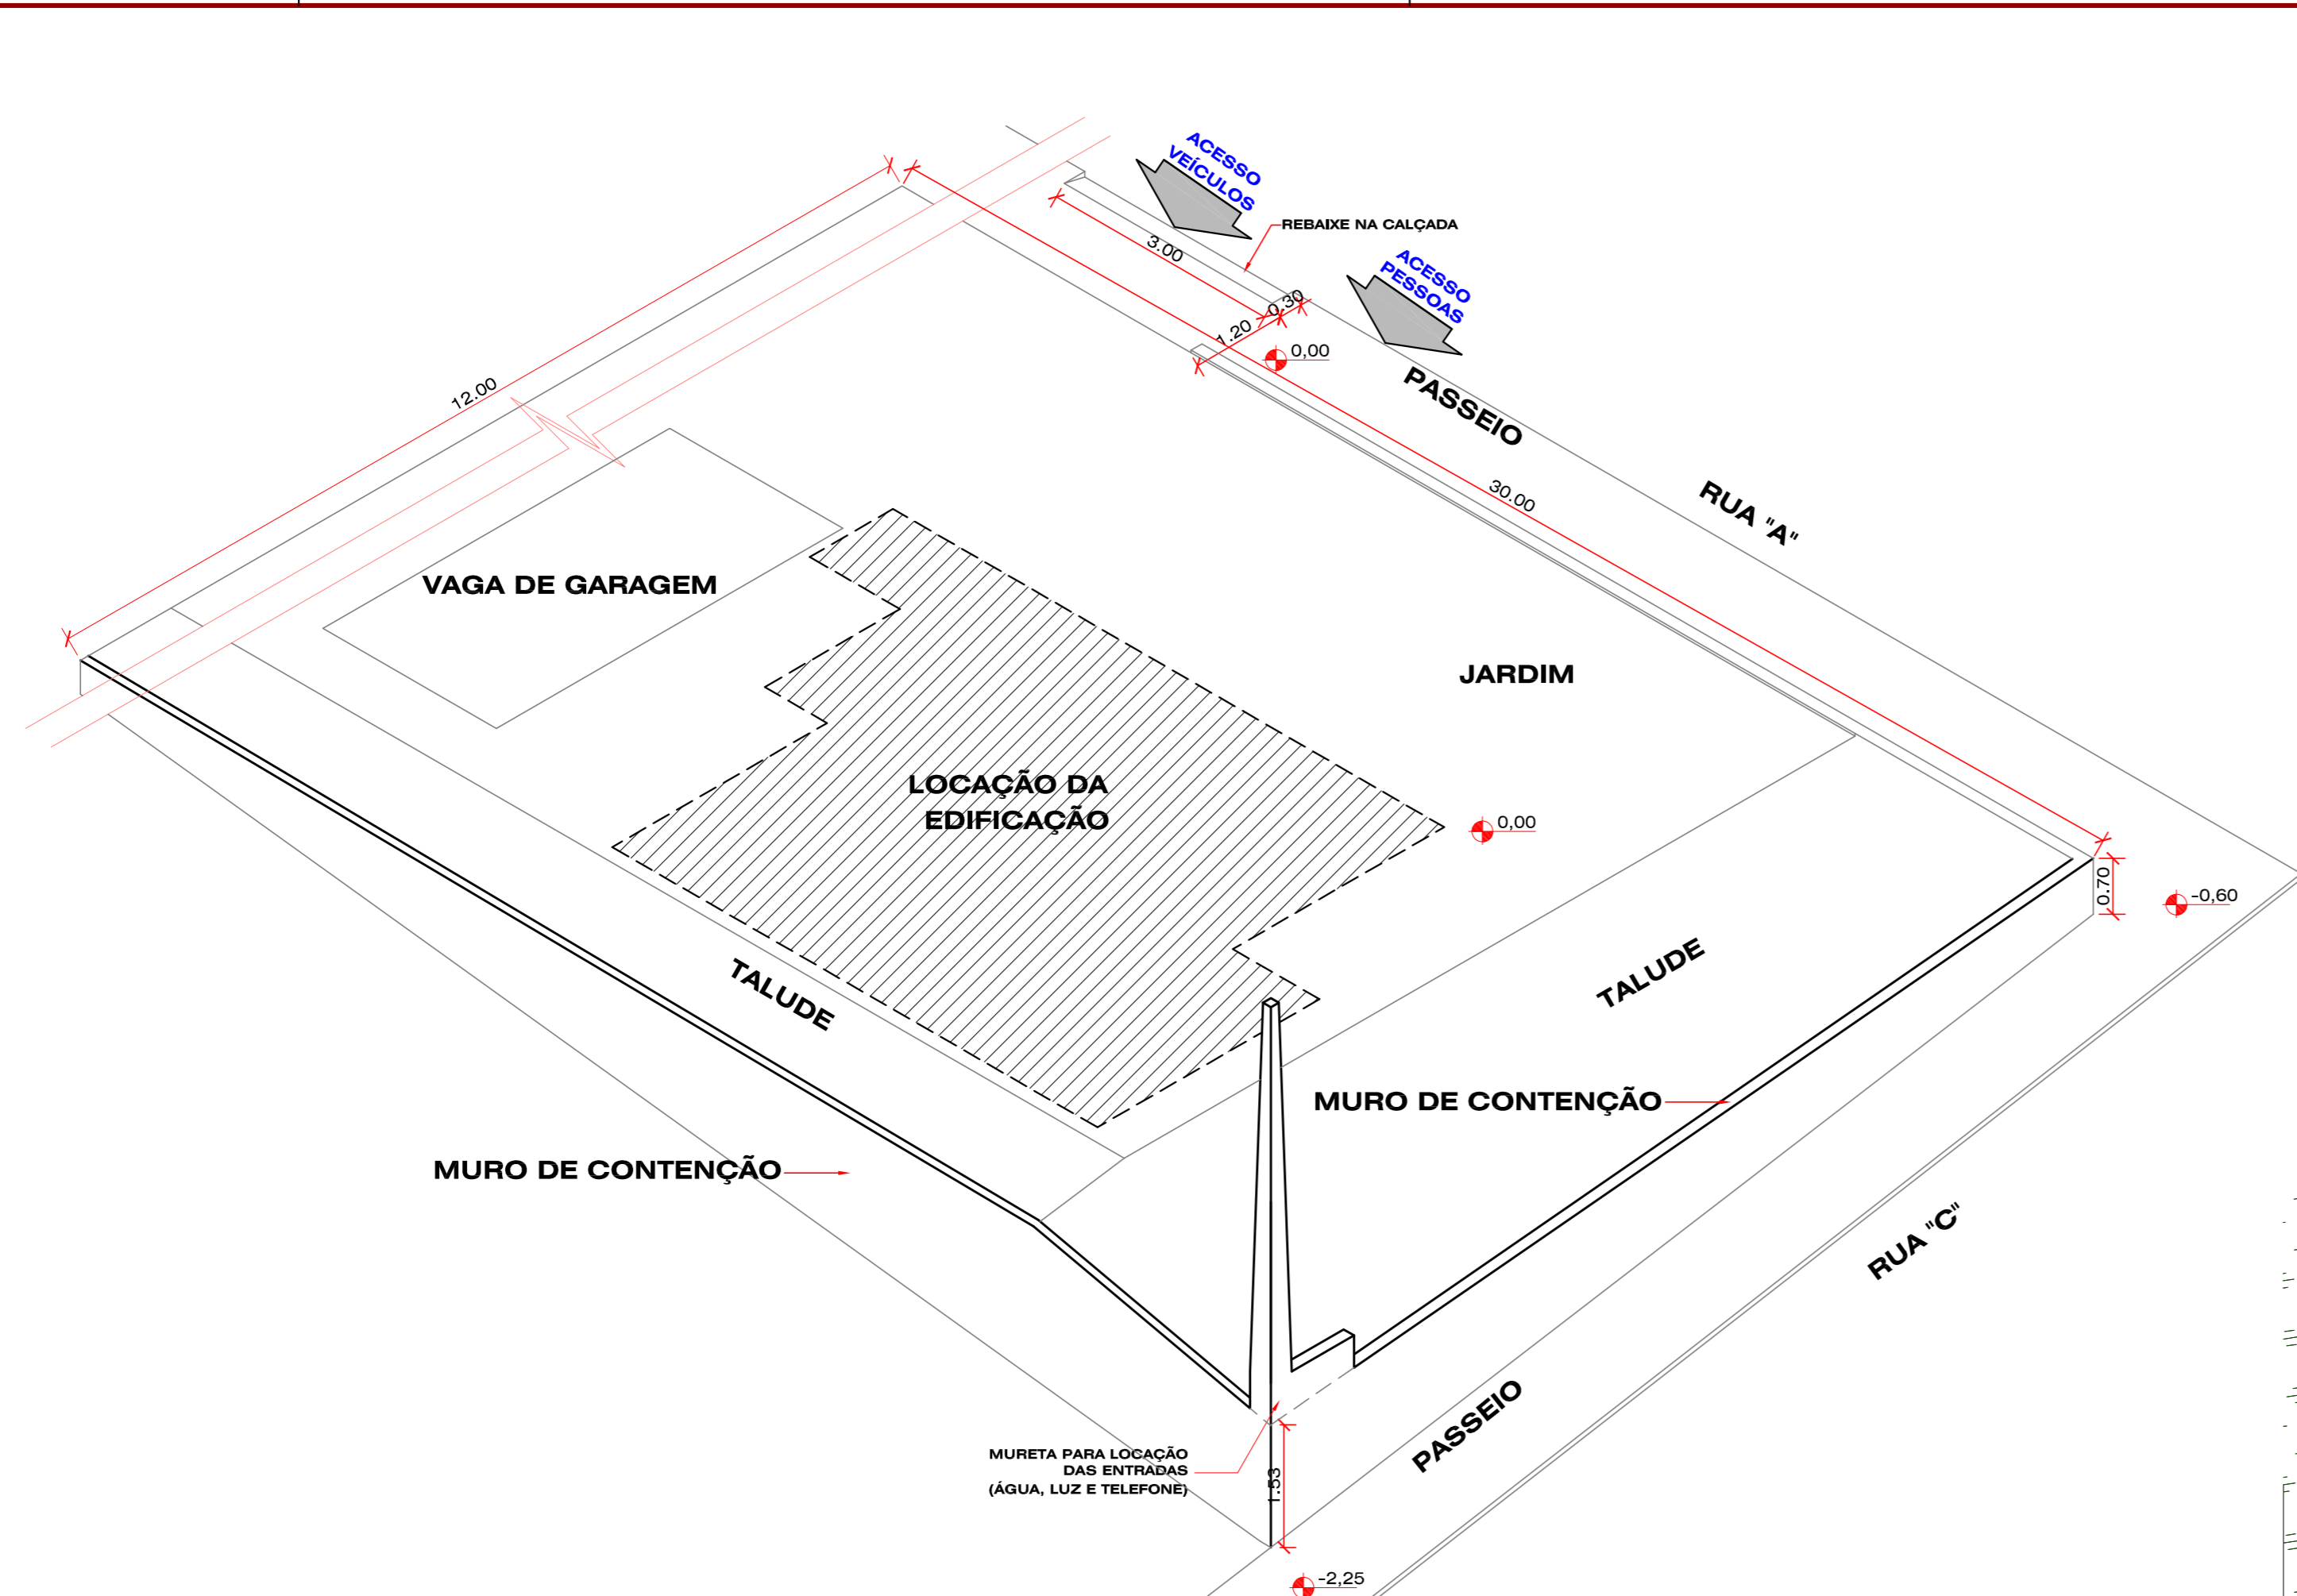 ACESSO
VEÍCULOS
REBAIXE NA CALÇADA
3.00
ACESSO
PESSOAS
0.30
1.20
0,00
12.00
PASSEIO
30.00
RUA "A"
VAGA DE GARAGEM
JARDIM
LOCAÇÃO DA
EDIFICAÇÃO
0,00
0.70
-0,60
TALUDE
TALUDE
MURO DE CONTENÇÃO
MURO DE CONTENÇÃO
RUA "C"
PASSEIO
MURETA PARA LOCAÇÃO
DAS ENTRADAS
(ÁGUA, LUZ E TELEFONE)
1.53
-2,25